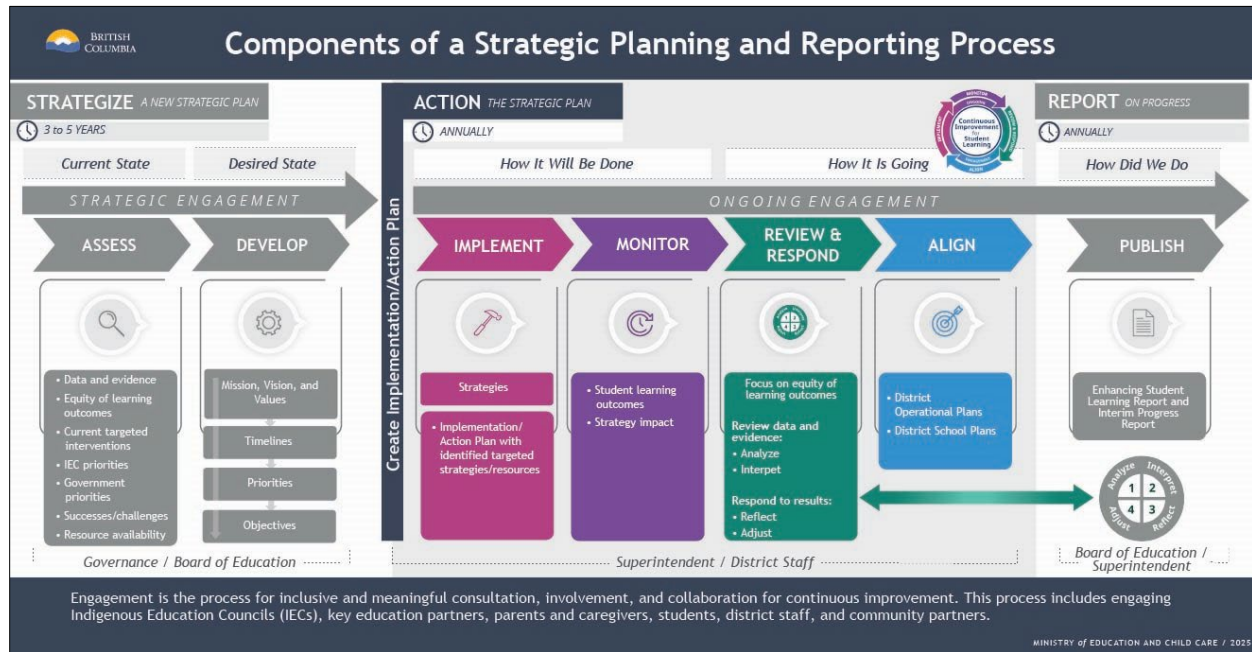 BRITISH
COLUMBIA
Components of a Strategic Planning and Reporting Process
STRATEGIZE A NEW STRATEGIC PLAN
3 to 5 YEARS
Current State
Desired State
STRATEGIC ENGAGEMENT
ASSESS
DEVELOP
• Data and evidence
• Equity of learning
outcomes
• Current targeted
interventions
• IEC priorities
• Government
priorities
• Successes/challenges
• Resource availability
Mission, Vision, and
Values
Timelines
Priorities
Objectives
Governance / Board of Education
Create Implementation/Action Plan
ACTION THE STRATEGIC PLAN
ANNUALLY
How It Will Be Done
How It Is Going
MONITOR
REVIEW & RESPOND
ALIGN
IMPLEMENT
Continuous
Improvement
for
Student
Learning
ONGOING ENGAGEMENT
IMPLEMENT
MONITOR
REVIEW &
RESPOND
ALIGN
Strategies
• Implementation/
Action Plan with
identified targeted
strategies/resources
• Student learning
outcomes
• Strategy impact
Focus on equity of
learning outcomes
Review data and
evidence:
• Analyze
• Interpet
Respond to results:
• Reflect
• Adjust
• District
Operational Plans
• District School Plans
Superintendent / District Staff
REPORT ON PROGRESS
ANNUALLY
How Did We Do
PUBLISH
Enhancing Student
Learning Report and
Interim Progress
Report
Analyze
Interpret
Reflect
Adjust
1 2
4 3
Board of Education /
Superintendent
Engagement is the process for inclusive and meaningful consultation, involvement, and collaboration for continuous improvement. This process includes engaging
Indigenous Education Councils (IECs), key education partners, parents and caregivers, students, district staff, and community partners.
MINISTRY of EDUCATION AND CHILD CARE / 2025